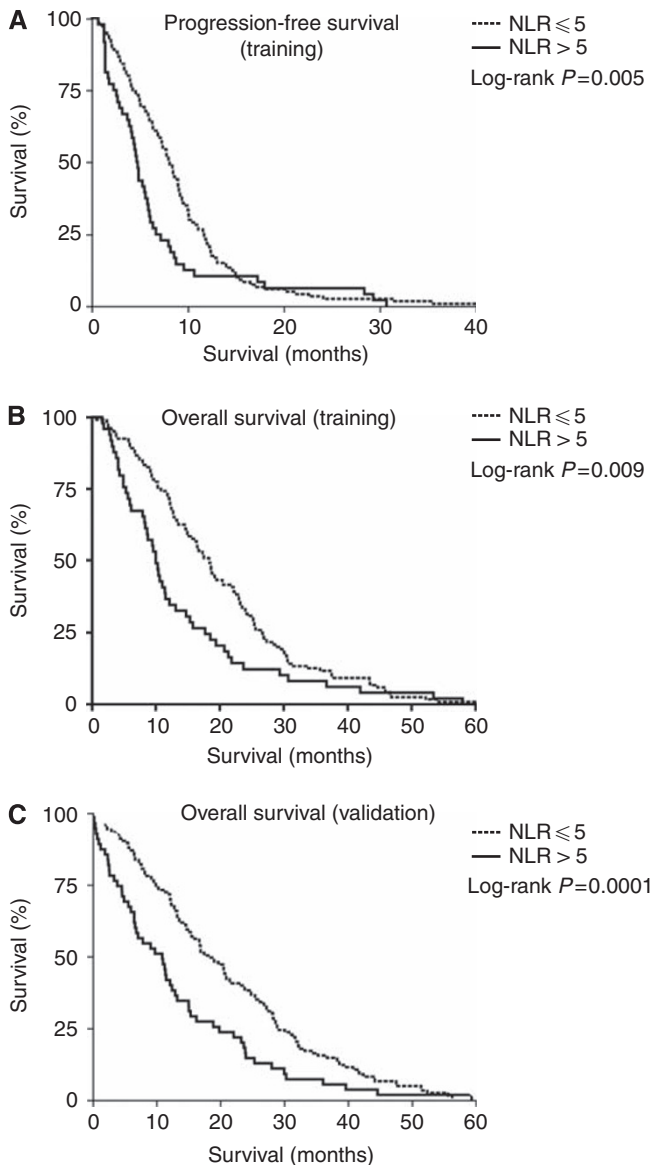 A
Progression-free survival
(training)
NLR ⩽ 5
NLR > 5
Log-rank P=0.005
100
75
50
25
0
Survival (%)
0 10 20 30 40
Survival (months)
B
Overall survival (training)
NLR ⩽ 5
NLR > 5
Log-rank P=0.009
100
75
50
25
0
Survival (%)
0 10 20 30 40 50 60
Survival (months)
C
Overall survival (validation)
NLR ⩽ 5
NLR > 5
Log-rank P=0.0001
100
75
50
25
0
Survival (%)
0 10 20 30 40 50 60
Survival (months)